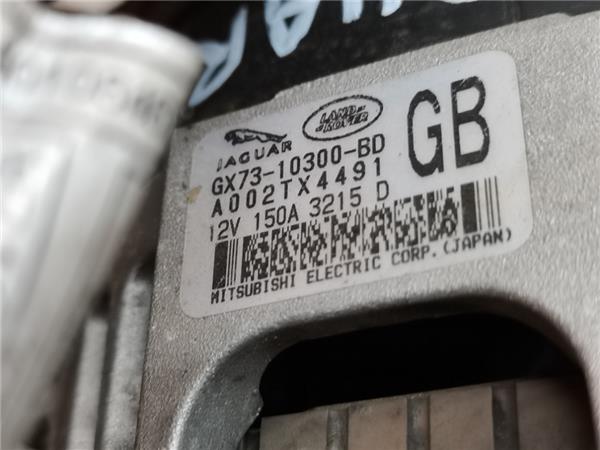 JAGUAR
LAND ROVER
GB
GX73-10300-BD
A002TX4491
12V 150A 3215 D
MITSUBISHI ELECTRIC CORP. (JAPAN)